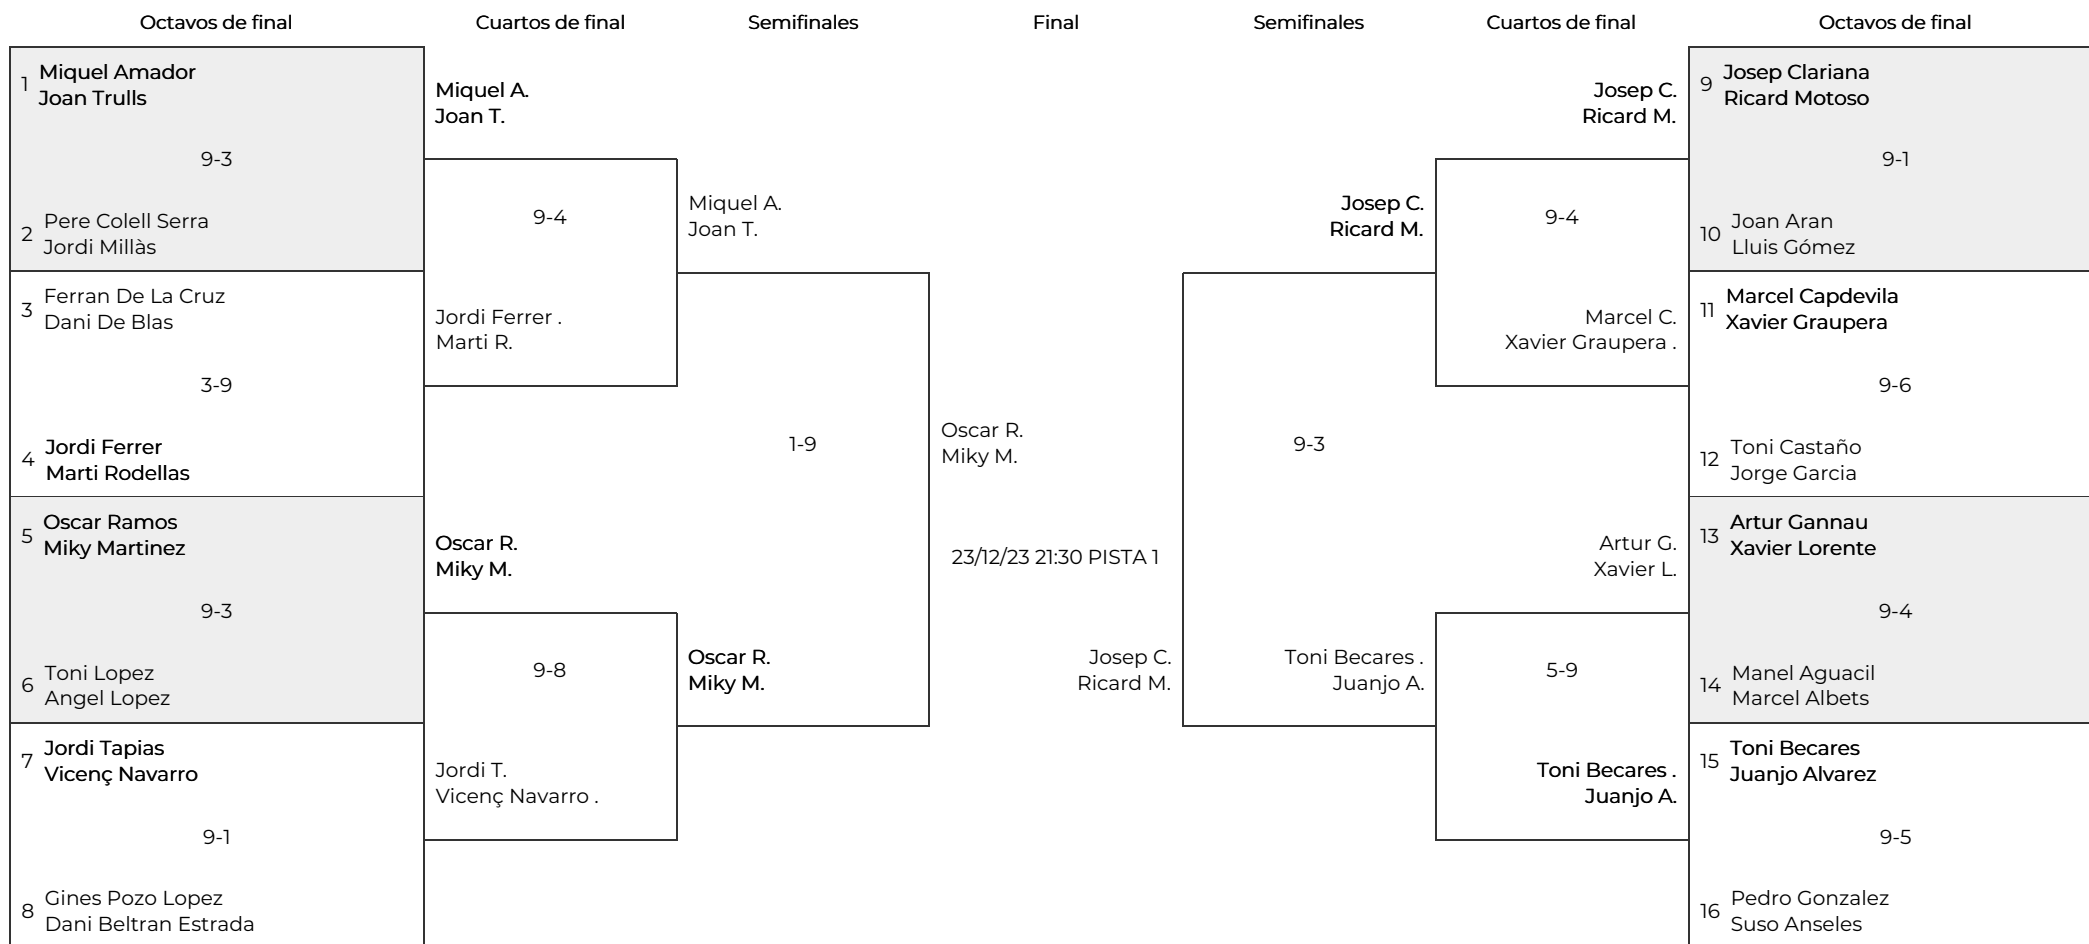 Octavos de final
Cuartos de final
Semifinales
Final
Semifinales
Cuartos de final
Octavos de final
1
Miquel Amador
Joan Trulls
9-3
2
Pere Colell Serra
Jordi Millàs
3
Ferran De La Cruz
Dani De Blas
3-9
4
Jordi Ferrer
Marti Rodellas
5
Oscar Ramos
Miky Martinez
9-3
6
Toni Lopez
Angel Lopez
7
Jordi Tapias
Vicenç Navarro
9-1
8
Gines Pozo Lopez
Dani Beltran Estrada
Miquel A.
Joan T.
9-4
Jordi Ferrer .
Marti R.
Oscar R.
Miky M.
9-8
Jordi T.
Vicenç Navarro .
Miquel A.
Joan T.
1-9
Oscar R.
Miky M.
Oscar R.
Miky M.
23/12/23 21:30 PISTA 1
Josep C.
Ricard M.
Josep C.
Ricard M.
9-3
Toni Becares .
Juanjo A.
Josep C.
Ricard M.
9-4
Marcel C.
Xavier Graupera .
Artur G.
Xavier L.
5-9
Toni Becares .
Juanjo A.
9
Josep Clariana
Ricard Motoso
9-1
10
Joan Aran
Lluis Gómez
11
Marcel Capdevila
Xavier Graupera
9-6
12
Toni Castaño
Jorge Garcia
13
Artur Gannau
Xavier Lorente
9-4
14
Manel Aguacil
Marcel Albets
15
Toni Becares
Juanjo Alvarez
9-5
16
Pedro Gonzalez
Suso Anseles